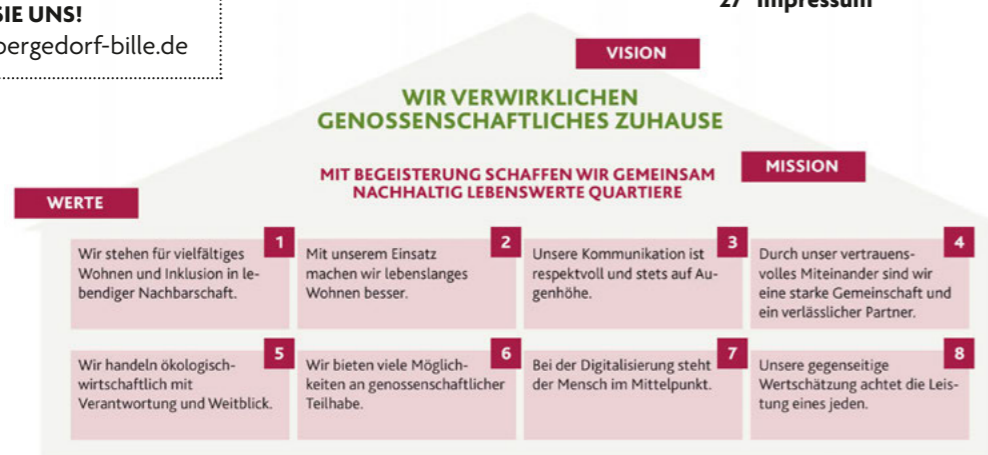 SIE UNS!
bergedorf-bille.de
27 Impressum
VISION
WIR VERWIRKLICHEN
GENOSSENSCHAFTLICHES ZUHAUSE
MISSION
MIT BEGEISTERUNG SCHAFFEN WIR GEMEINSAM
NACHHALTIG LEBENSWERTE QUARTIERE
WERTE
1
Wir stehen für vielfältiges
Wohnen und Inklusion in le-
bendiger Nachbarschaft.
2
Mit unserem Einsatz
machen wir lebenslanges
Wohnen besser.
3
Unsere Kommunikation ist
respektvoll und stets auf Au-
genhöhe.
4
Durch unser vertrauens-
volles Miteinander sind wir
eine starke Gemeinschaft und
ein verlässlicher Partner.
5
Wir handeln ökologisch-
wirtschaftlich mit
Verantwortung und Weitblick.
6
Wir bieten viele Möglich-
keiten an genossenschaftlicher
Teilhabe.
7
Bei der Digitalisierung steht
der Mensch im Mittelpunkt.
8
Unsere gegenseitige
Wertschätzung achtet die Leis-
tung eines jeden.